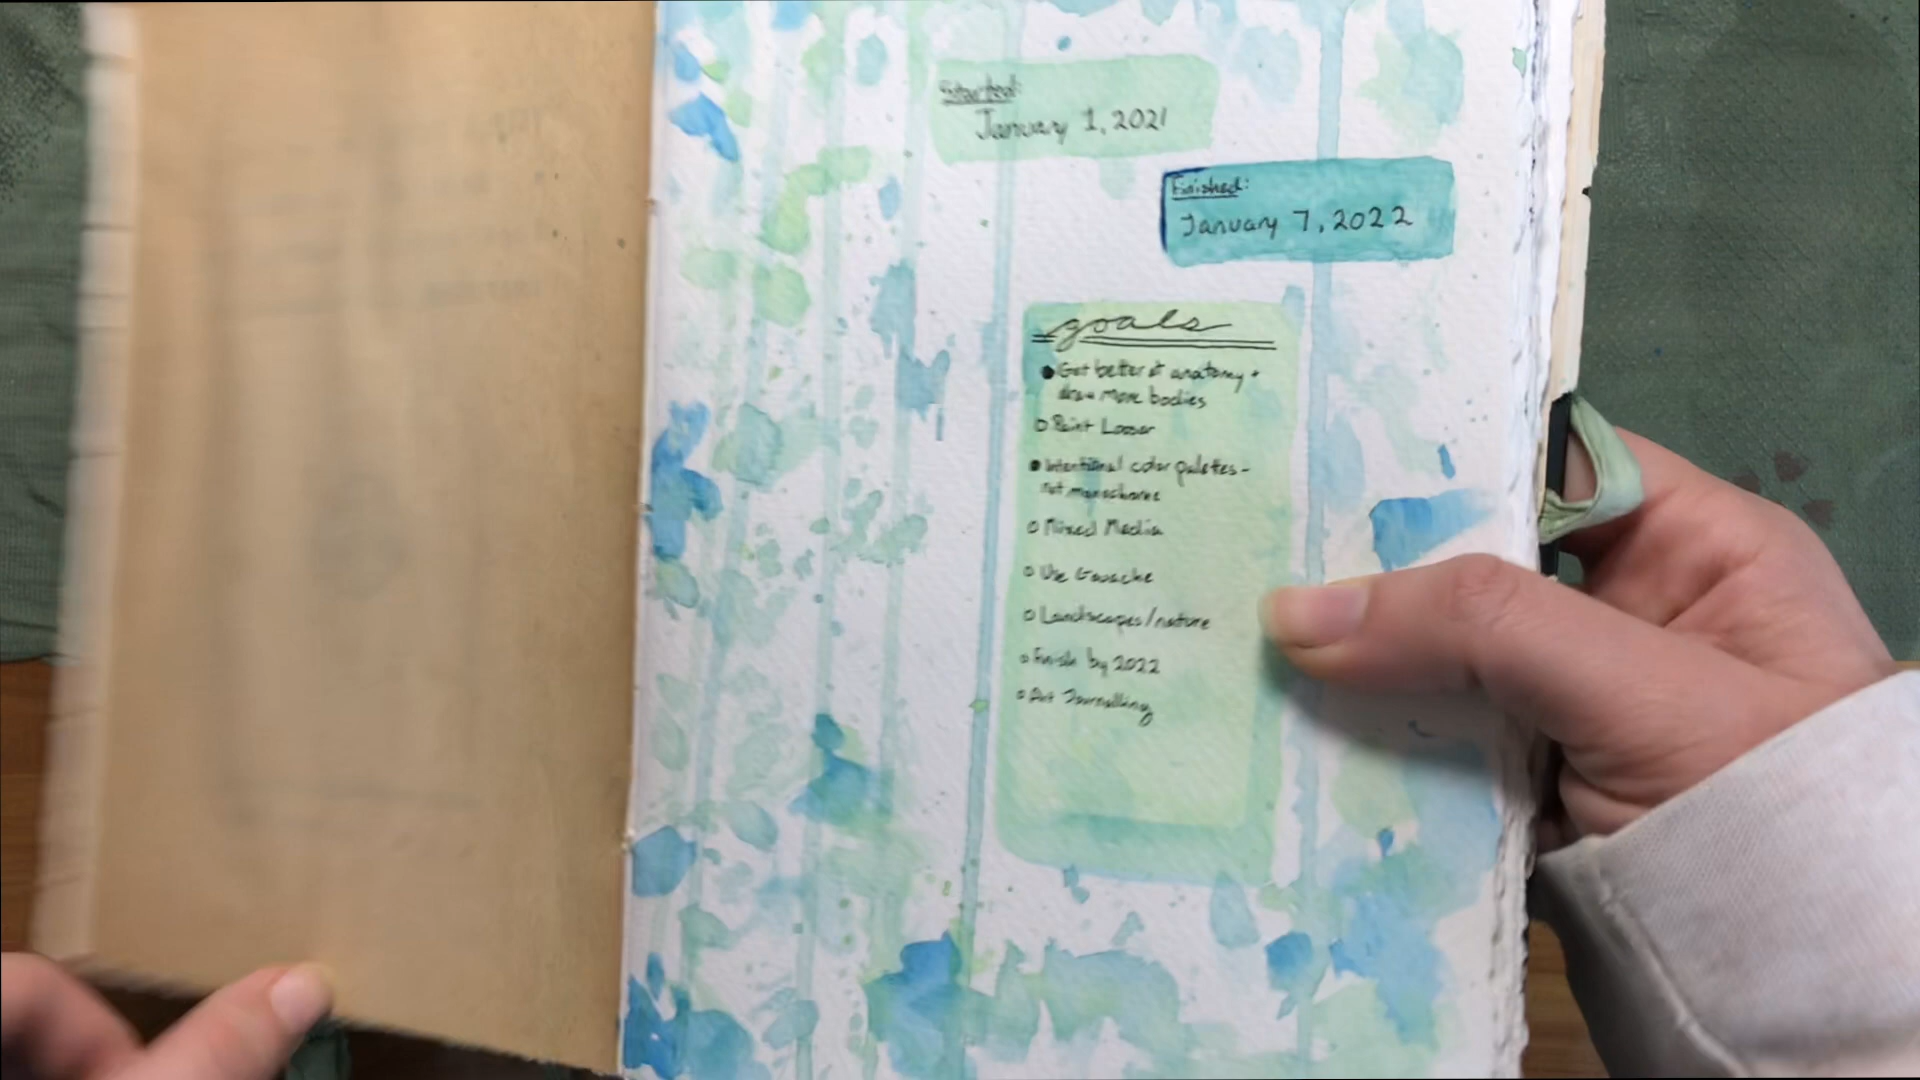 Started:
January 1, 2021
Finished:
January 7, 2022
goals
Get better at anatomy +
draw more bodies
Paint Looser
Intentional color palettes -
not monochrome
Mixed Media
Use Gouache
Landscapes/nature
Finish by 2022
Art Journalling